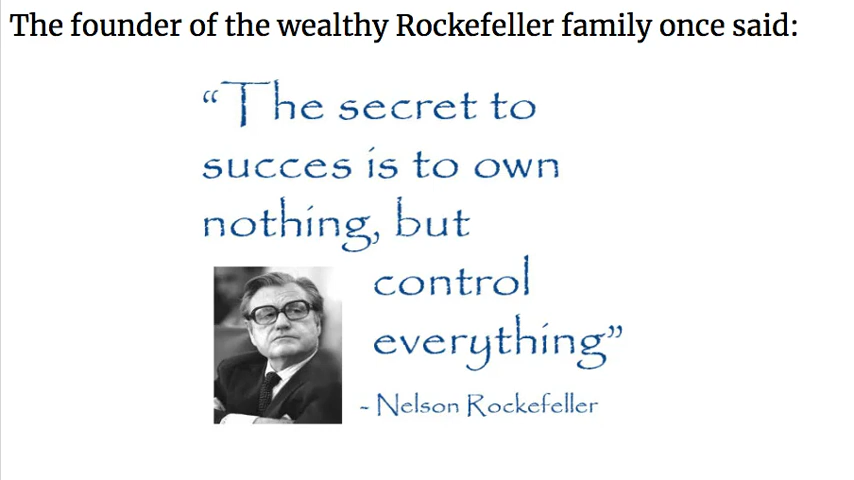 The founder of the wealthy Rockefeller family once said:
“The secret to
succes is to own
nothing, but
control
everything”
- Nelson Rockefeller